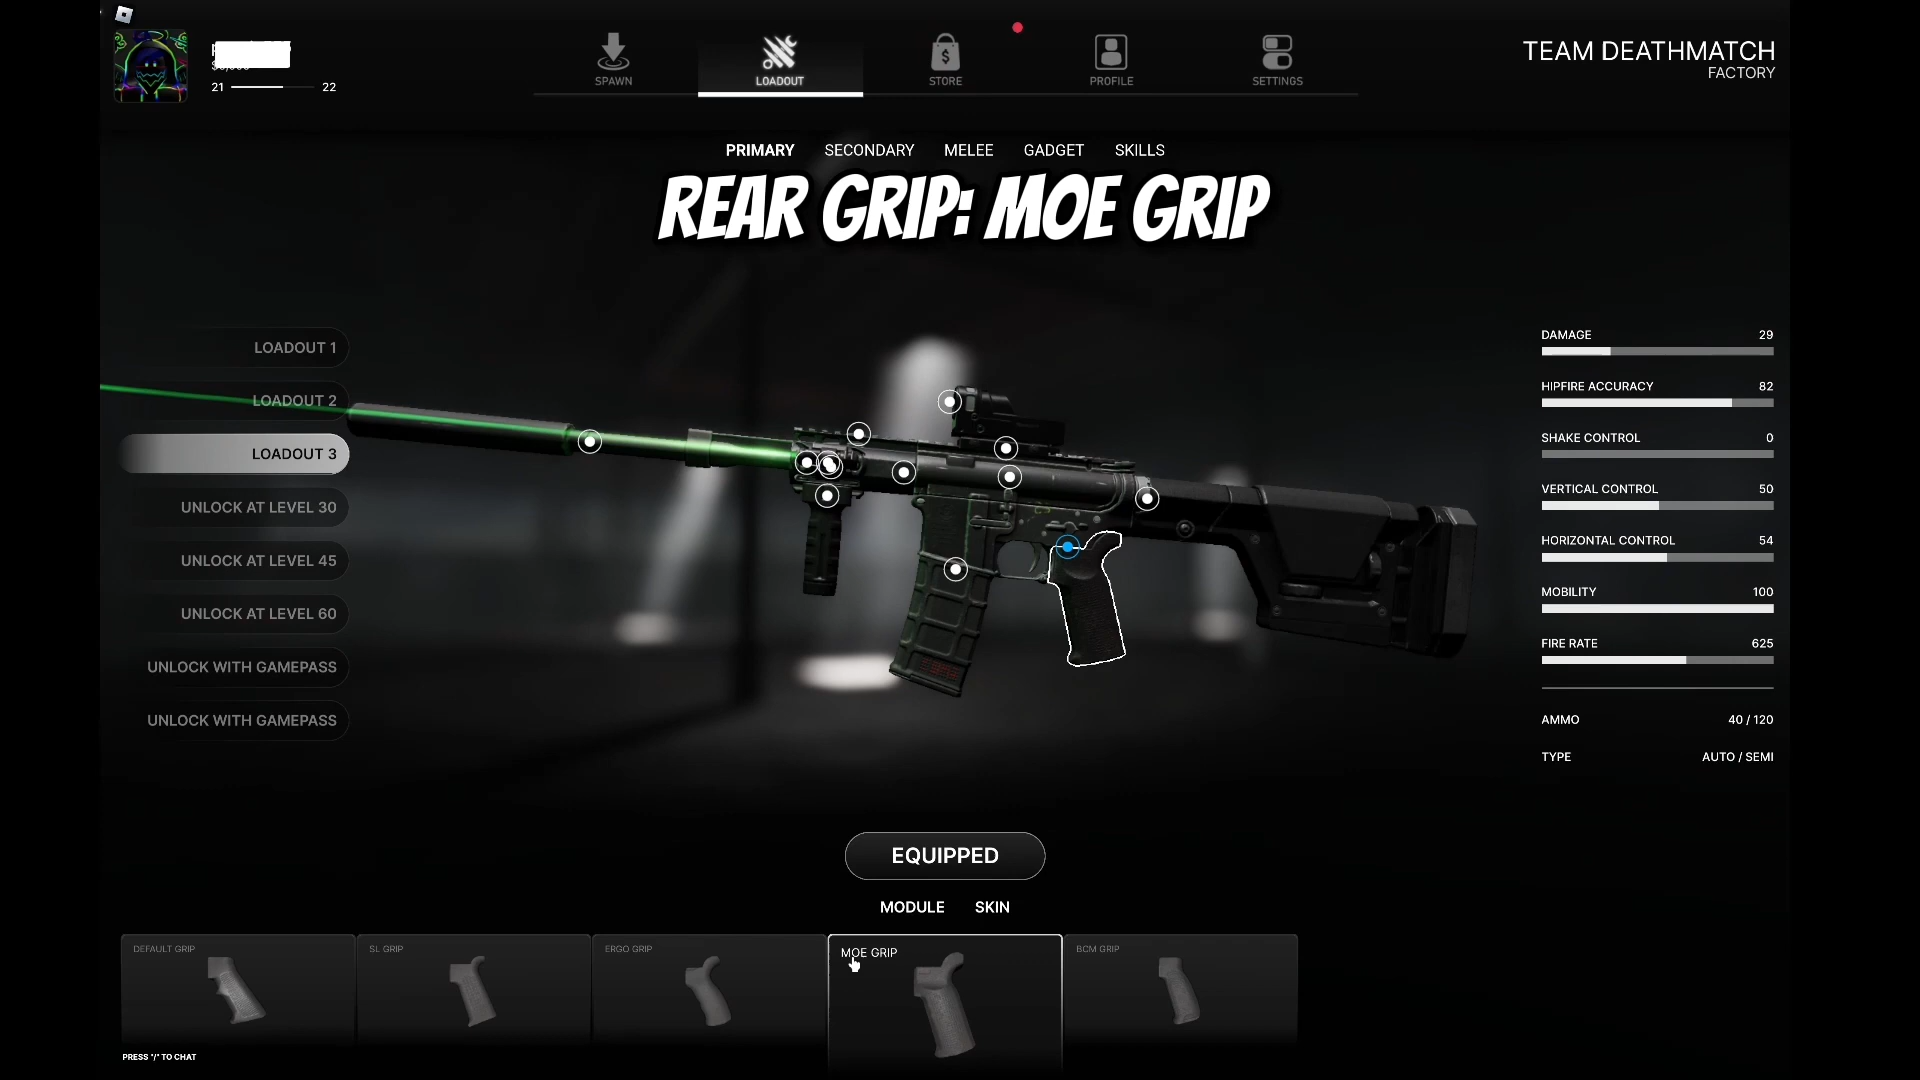 21 22
SPAWN
LOADOUT
STORE
PROFILE
SETTINGS
TEAM DEATHMATCH
FACTORY
PRIMARY SECONDARY MELEE GADGET SKILLS
REAR GRIP: MOE GRIP
LOADOUT 1
LOADOUT 2
LOADOUT 3
UNLOCK AT LEVEL 30
UNLOCK AT LEVEL 45
UNLOCK AT LEVEL 60
UNLOCK WITH GAMEPASS
UNLOCK WITH GAMEPASS
DAMAGE 29
HIPFIRE ACCURACY 82
SHAKE CONTROL 0
VERTICAL CONTROL 50
HORIZONTAL CONTROL 54
MOBILITY 100
FIRE RATE 625
AMMO 40 / 120
TYPE AUTO / SEMI
EQUIPPED
MODULE SKIN
DEFAULT GRIP
SL GRIP
ERGO GRIP
MOE GRIP
BCM GRIP
PRESS "/" TO CHAT